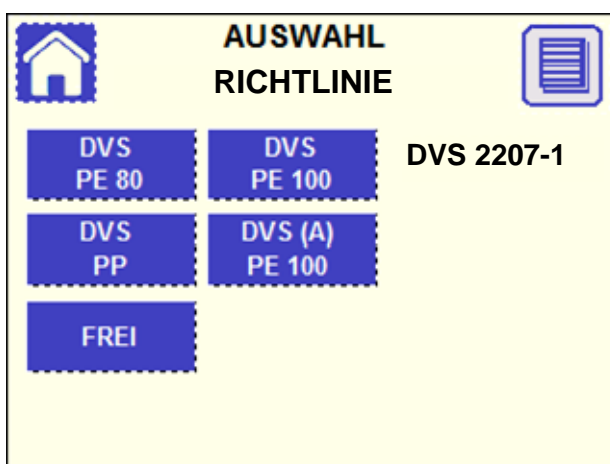 AUSWAHL
RICHTLINIE
DVS
PE 80
DVS
PE 100
DVS 2207-1
DVS
PP
DVS (A)
PE 100
FREI